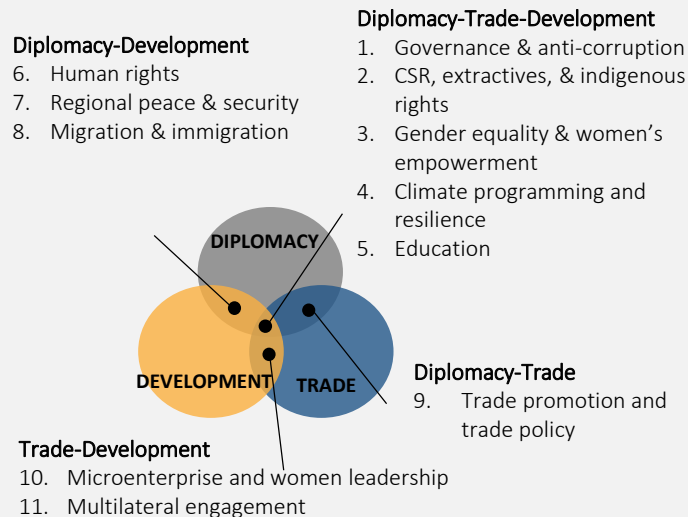 Diplomacy-Development
6. Human rights
7. Regional peace & security
8. Migration & immigration
Diplomacy-Trade-Development
1. Governance & anti-corruption
2. CSR, extractives, & indigenous
rights
3. Gender equality & women's
empowerment
4. Climate programming and
resilience
5. Education
DIPLOMACY
DEVELOPMENT
TRADE
Diplomacy-Trade
9. Trade promotion and
trade policy
Trade-Development
10. Microenterprise and women leadership
11. Multilateral engagement